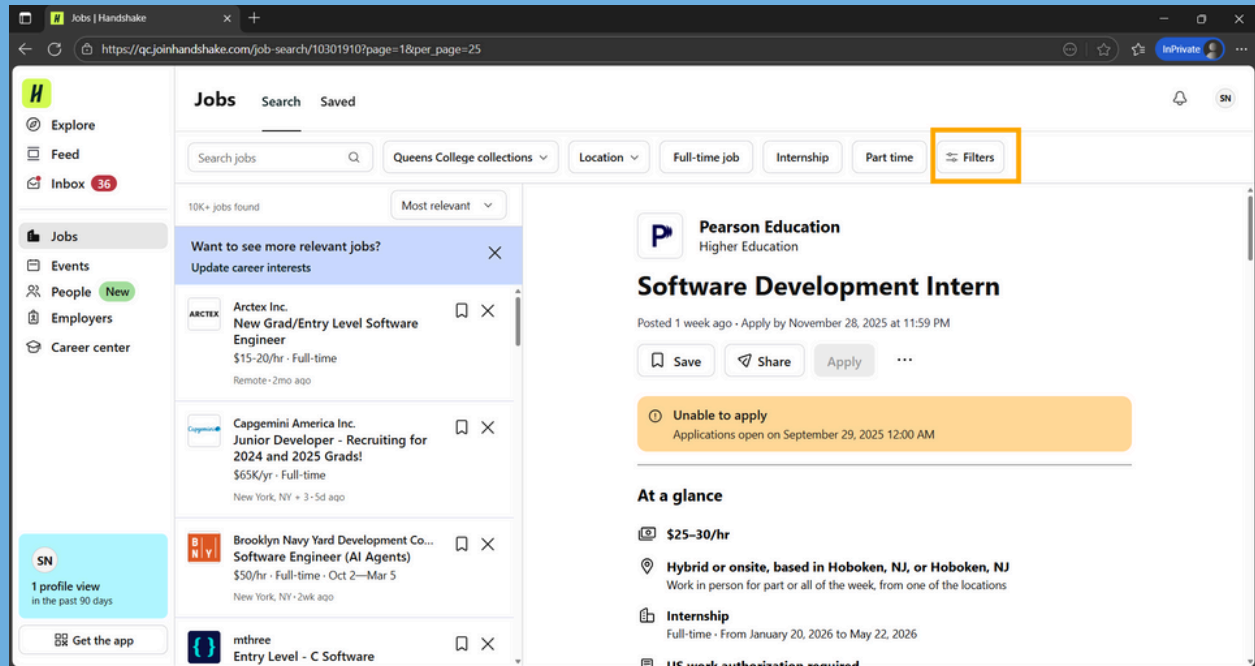 Jobs | Handshake
https://qc.joinhandshake.com/job-search/10301910?page=1&per_page=25
InPrivate
Explore
Feed
Inbox 36
Jobs
Events
People New
Employers
Career center
SN
1 profile view
in the past 90 days
Get the app
Jobs Search Saved
SN
Search jobs
Queens College collections
Location
Full-time job
Internship
Part time
Filters
10K+ jobs found
Most relevant
Want to see more relevant jobs?
Update career interests
ARCTEX
Arctex Inc.
New Grad/Entry Level Software
Engineer
$15-20/hr · Full-time
Remote · 2mo ago
Capgemini
Capgemini America Inc.
Junior Developer - Recruiting for
2024 and 2025 Grads!
$65K/yr · Full-time
New York, NY + 3 · 5d ago
B
N Y
Brooklyn Navy Yard Development Co...
Software Engineer (AI Agents)
$50/hr · Full-time · Oct 2—Mar 5
New York, NY · 2wk ago
mthree
Entry Level - C Software
Pearson Education
Higher Education
Software Development Intern
Posted 1 week ago · Apply by November 28, 2025 at 11:59 PM
Save
Share
Apply
Unable to apply
Applications open on September 29, 2025 12:00 AM
At a glance
$25–30/hr
Hybrid or onsite, based in Hoboken, NJ, or Hoboken, NJ
Work in person for part or all of the week, from one of the locations
Internship
Full-time · From January 20, 2026 to May 22, 2026
US work authorization required